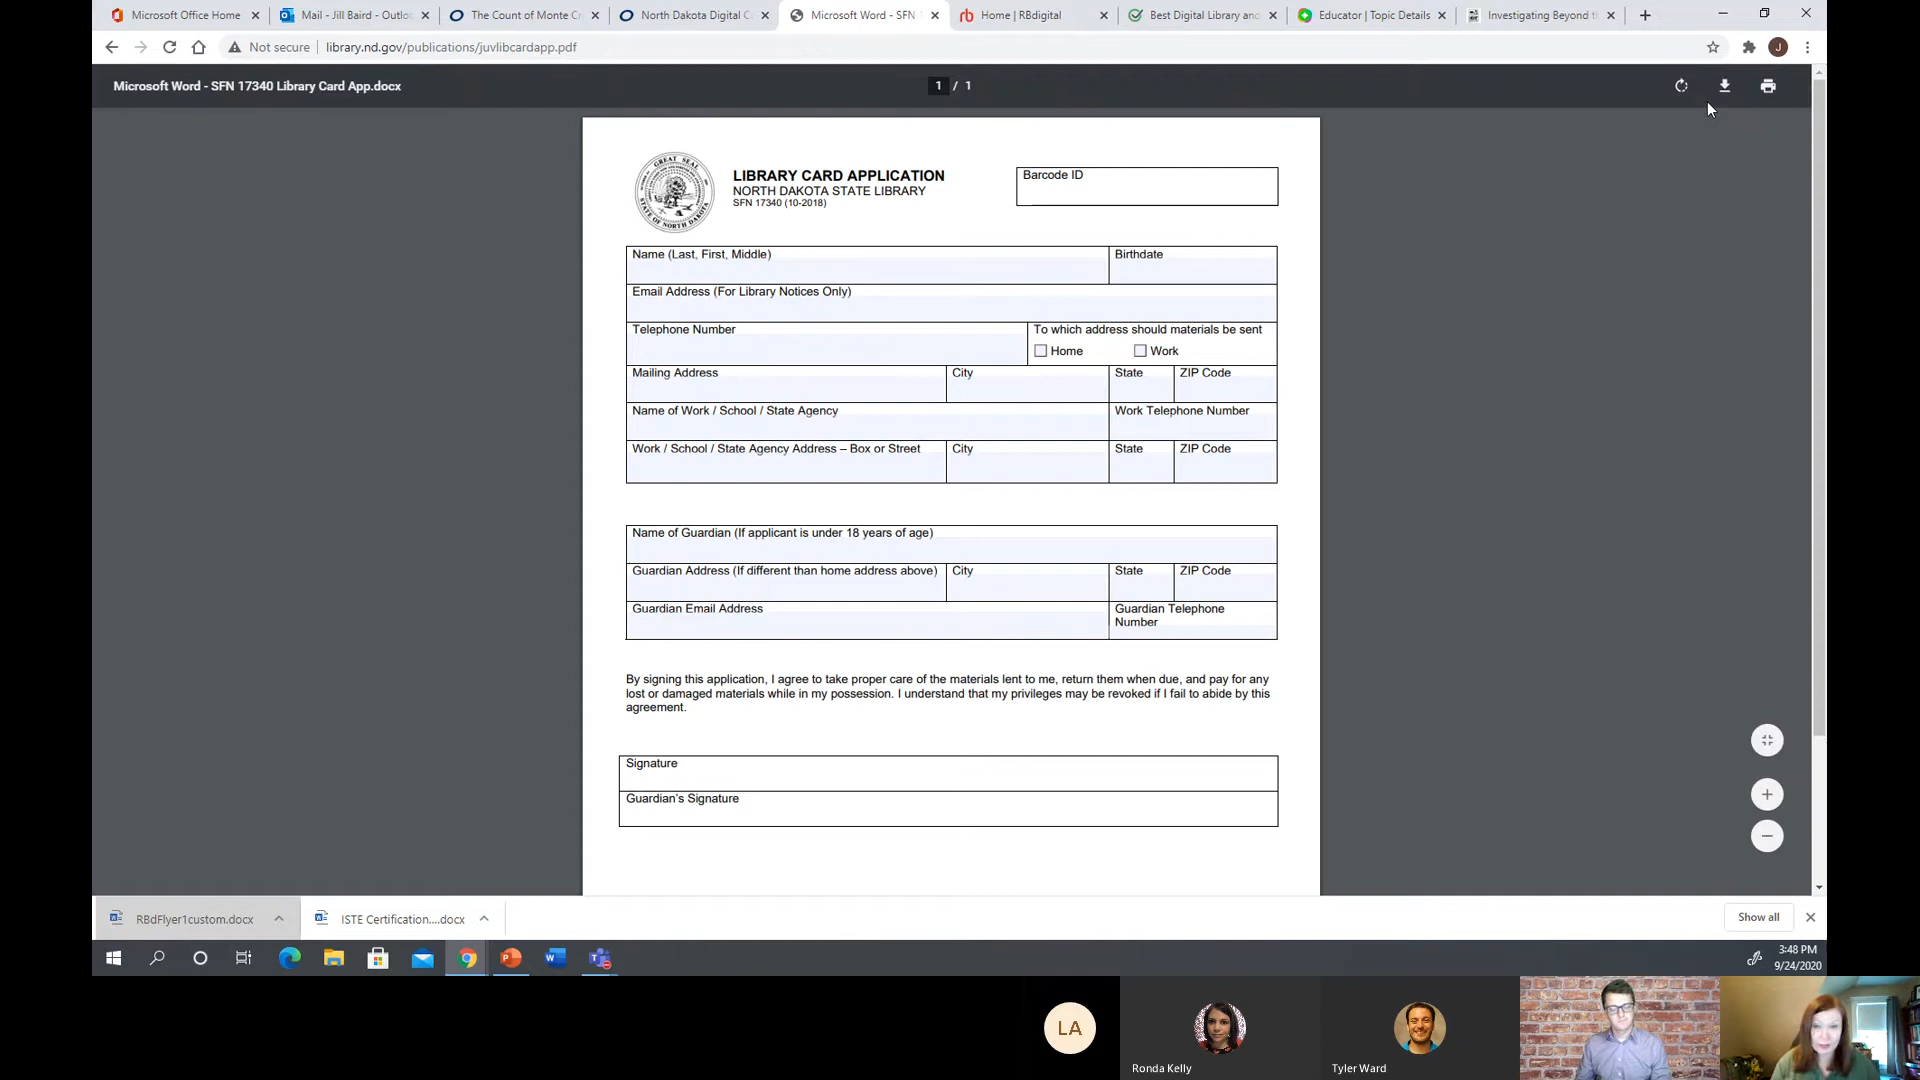 Microsoft Office Home
Mail - Jill Baird - Outlo
The Count of Monte C
North Dakota Digital C
Microsoft Word - SFN
Home | RBdigital
Best Digital Library and
Educator | Topic Details
Investigating Beyond t
Not secure | library.nd.gov/publications/juvlibcardapp.pdf
J
Microsoft Word - SFN 17340 Library Card App.docx
1 / 1
GREAT SEAL
STATE OF NORTH DAKOTA
LIBRARY CARD APPLICATION
NORTH DAKOTA STATE LIBRARY
SFN 17340 (10-2018)
Barcode ID
Name (Last, First, Middle)
Birthdate
Email Address (For Library Notices Only)
Telephone Number
To which address should materials be sent
Home
Work
Mailing Address
City
State
ZIP Code
Name of Work / School / State Agency
Work Telephone Number
Work / School / State Agency Address – Box or Street
City
State
ZIP Code
Name of Guardian (If applicant is under 18 years of age)
Guardian Address (If different than home address above)
City
State
ZIP Code
Guardian Email Address
Guardian Telephone
Number
By signing this application, I agree to take proper care of the materials lent to me, return them when due, and pay for any
lost or damaged materials while in my possession. I understand that my privileges may be revoked if I fail to abide by this
agreement.
Signature
Guardian's Signature
RBdFlyer1custom.docx
ISTE Certification....docx
Show all
3:48 PM
9/24/2020
LA
Ronda Kelly
Tyler Ward